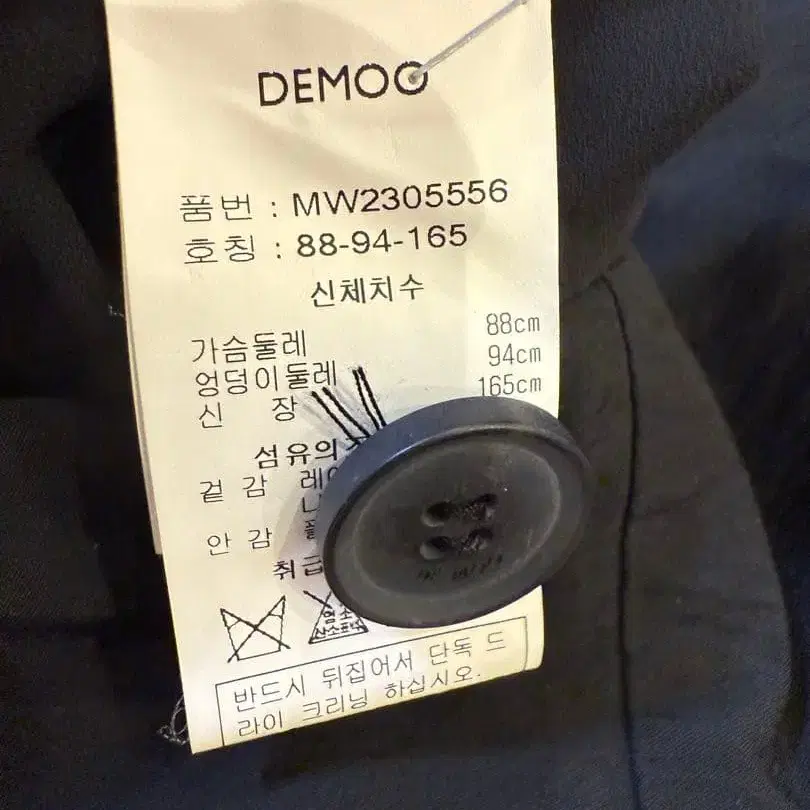 DEMOO
품번 : MW2305556
호칭 : 88-94-165
신체치수
가슴둘레 88cm
엉덩이둘레 94cm
신 장 165cm
섬유의
겉 감
안 감
취급
반드시 뒤집어서 단독 드
라이 크리닝 하십시오.